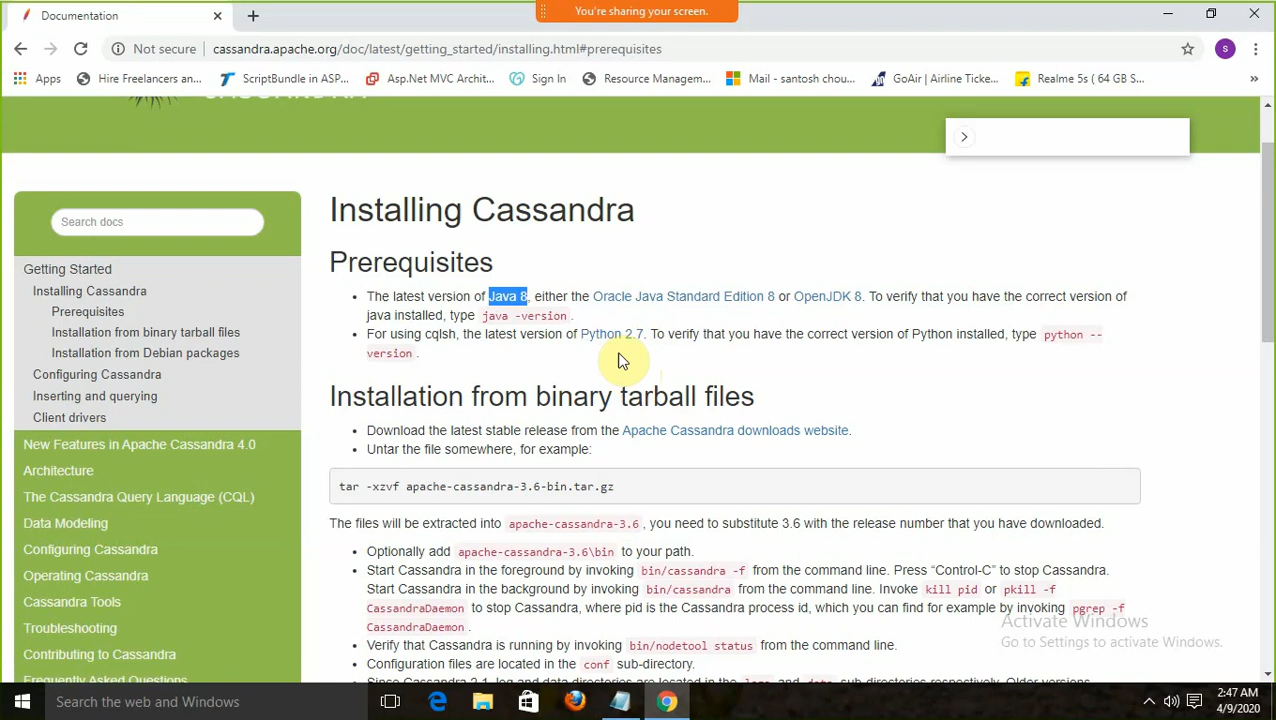 Documentation
You're sharing your screen.
Not secure
cassandra.apache.org/doc/latest/getting_started/installing.html#prerequisites
s
Apps
Hire Freelancers an...
ScriptBundle in ASP...
Asp.Net MVC Archit...
Sign In
Resource Managem...
Mail - santosh chou...
GoAir | Airline Ticke...
Realme 5s ( 64 GB S...
Search docs
Getting Started
Installing Cassandra
Prerequisites
Installation from binary tarball files
Installation from Debian packages
Configuring Cassandra
Inserting and querying
Client drivers
New Features in Apache Cassandra 4.0
Architecture
The Cassandra Query Language (CQL)
Data Modeling
Configuring Cassandra
Operating Cassandra
Cassandra Tools
Troubleshooting
Contributing to Cassandra
Frequently Asked Questions
Installing Cassandra
Prerequisites
• The latest version of Java 8, either the Oracle Java Standard Edition 8 or OpenJDK 8. To verify that you have the correct version of
java installed, type java -version.
• For using cqlsh, the latest version of Python 2.7. To verify that you have the correct version of Python installed, type python --
version.
Installation from binary tarball files
• Download the latest stable release from the Apache Cassandra downloads website.
• Untar the file somewhere, for example:
tar -xzvf apache-cassandra-3.6-bin.tar.gz
The files will be extracted into apache-cassandra-3.6, you need to substitute 3.6 with the release number that you have downloaded.
• Optionally add apache-cassandra-3.6\bin to your path.
• Start Cassandra in the foreground by invoking bin/cassandra -f from the command line. Press “Control-C” to stop Cassandra.
Start Cassandra in the background by invoking bin/cassandra from the command line. Invoke kill pid or pkill -f
CassandraDaemon to stop Cassandra, where pid is the Cassandra process id, which you can find for example by invoking pgrep -f
CassandraDaemon.
• Verify that Cassandra is running by invoking bin/nodetool status from the command line.
• Configuration files are located in the conf sub-directory.
Activate Windows
Go to Settings to activate Windows.
Search the web and Windows
2:47 AM
4/9/2020